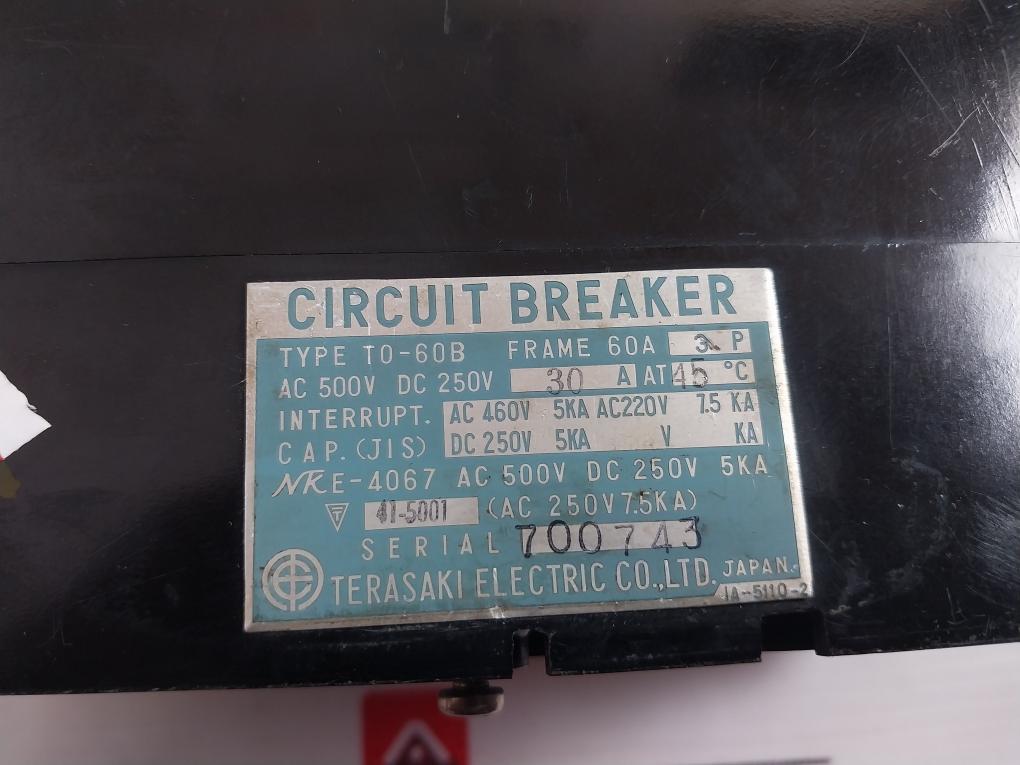 CIRCUIT BREAKER
TYPE TO-60B FRAME 60A 3 P
AC 500V DC 250V 30 A AT 45 °C
INTERRUPT. AC 460V 5KA AC220V 7.5 KA
CAP. (JIS) DC 250V 5KA V KA
NK E-4067 AC 500V DC 250V 5KA
T 41-5001 (AC 250V 7.5KA)
SERIAL 700743
TERASAKI ELECTRIC CO.,LTD. JAPAN.
1A-5110-2